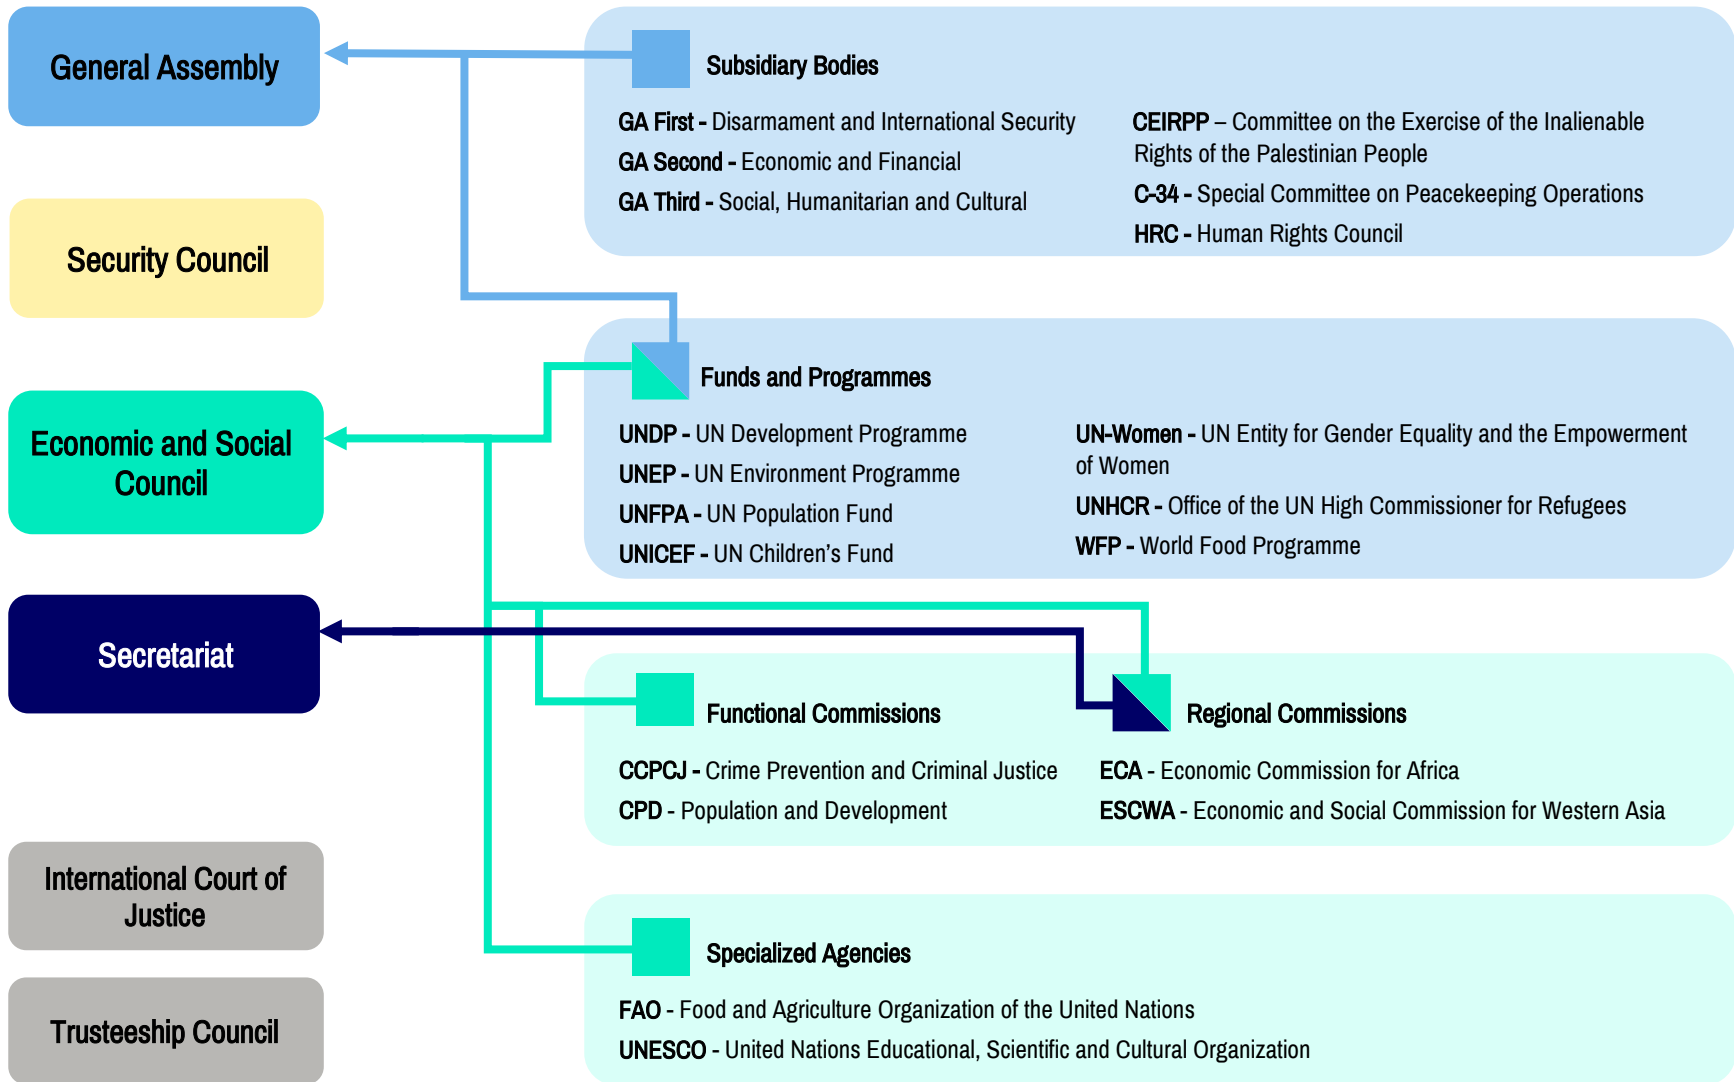 General Assembly
Security Council
Economic and Social
Council
Secretariat
International Court of
Justice
Trusteeship Council
Subsidiary Bodies
GA First - Disarmament and International Security
GA Second - Economic and Financial
GA Third - Social, Humanitarian and Cultural
CEIRPP – Committee on the Exercise of the Inalienable
Rights of the Palestinian People
C-34 - Special Committee on Peacekeeping Operations
HRC - Human Rights Council
Funds and Programmes
UNDP - UN Development Programme
UNEP - UN Environment Programme
UNFPA - UN Population Fund
UNICEF - UN Children’s Fund
UN-Women - UN Entity for Gender Equality and the Empowerment
of Women
UNHCR - Office of the UN High Commissioner for Refugees
WFP - World Food Programme
Functional Commissions
CCPCJ - Crime Prevention and Criminal Justice
CPD - Population and Development
Regional Commissions
ECA - Economic Commission for Africa
ESCWA - Economic and Social Commission for Western Asia
Specialized Agencies
FAO - Food and Agriculture Organization of the United Nations
UNESCO - United Nations Educational, Scientific and Cultural Organization